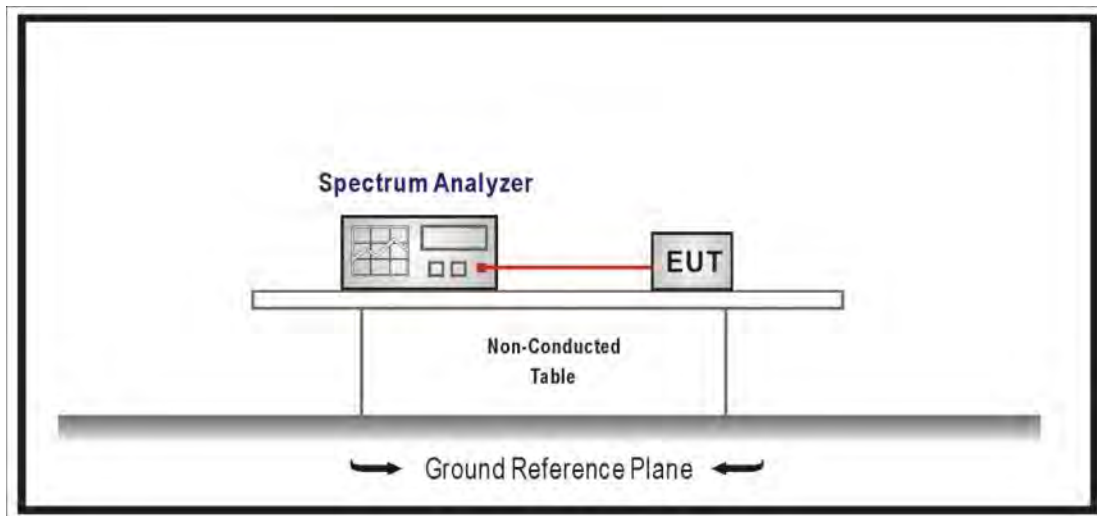 Spectrum Analyzer
EUT
Non-Conducted
Table
Ground Reference Plane